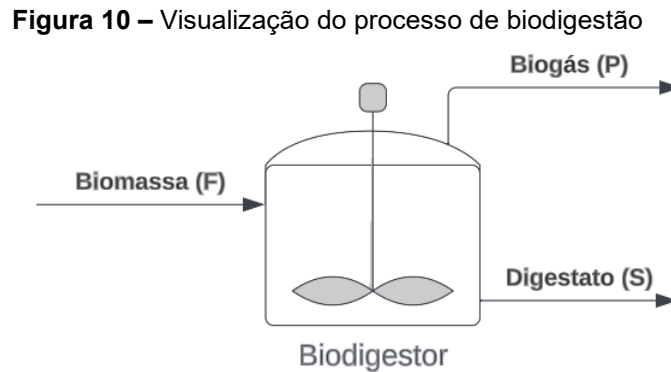 Figura 10 – Visualização do processo de biodigestão
Biogás (P)
Biomassa (F)
Digestato (S)
Biodigestor